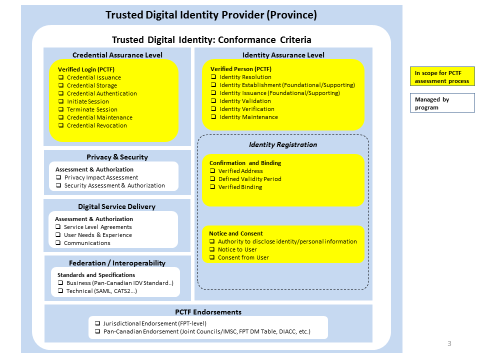 Trusted Digital Identity Provider (Province)
Trusted Digital Identity: Conformance Criteria
Credential Assurance Level
Verified Login (PCTF)
❑ Credential Issuance
❑ Credential Storage
❑ Credential Authentication
❑ Initiate Session
❑ Terminate Session
❑ Credential Maintenance
❑ Credential Revocation
Privacy & Security
Assessment & Authorization
❑ Privacy Impact Assessment
❑ Security Assessment & Authorization
Digital Service Delivery
Assessment & Authorization
❑ Service Level Agreements
❑ User Needs & Experience
❑ Communications
Federation / Interoperability
Standards and Specifications
❑ Business (Pan-Canadian IDV Standard..)
❑ Technical (SAML, CATS2...)
Identity Assurance Level
Verified Person (PCTF)
❑ Identity Resolution
❑ Identity Establishment (Foundational/Supporting)
❑ Identity Issuance (Foundational/Supporting)
❑ Identity Validation
❑ Identity Verification
❑ Identity Maintenance
Identity Registration
Confirmation and Binding
❑ Verified Address
❑ Defined Validity Period
❑ Verified Binding
Notice and Consent
❑ Authority to disclose identity/personal information
❑ Notice to User
❑ Consent from User
PCTF Endorsements
❑ Jurisdictional Endorsement (FPT-level)
❑ Pan-Canadian Endorsement (Joint Councils/IMSC, FPT DM Table, DIACC, etc.)
In scope for PCTF
assessment process
Managed by
program
3